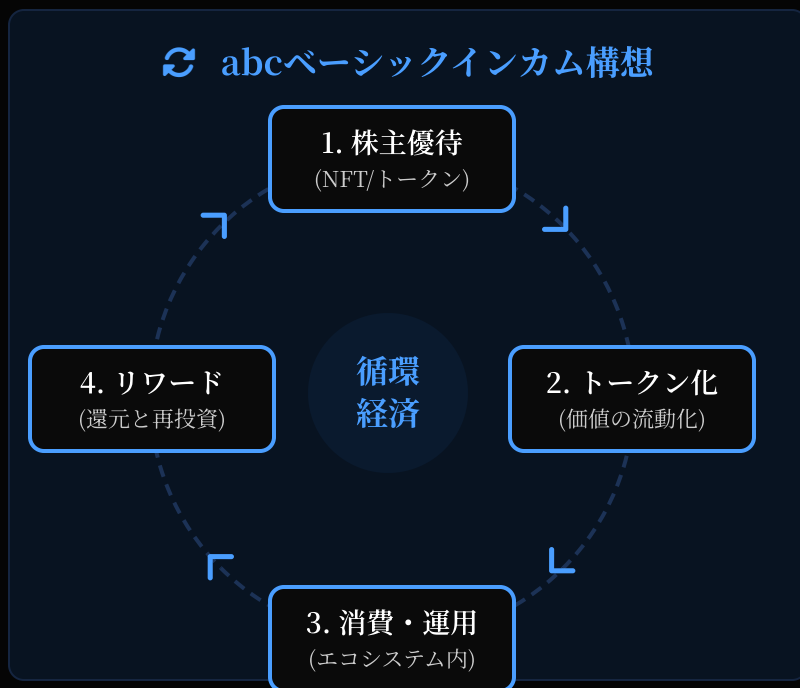 abcベーシックインカム構想
1. 株主優待
(NFT/トークン)
循環
経済
4. リワード
(還元と再投資)
2. トークン化
(価値の流動化)
3. 消費・運用
(エコシステム内)